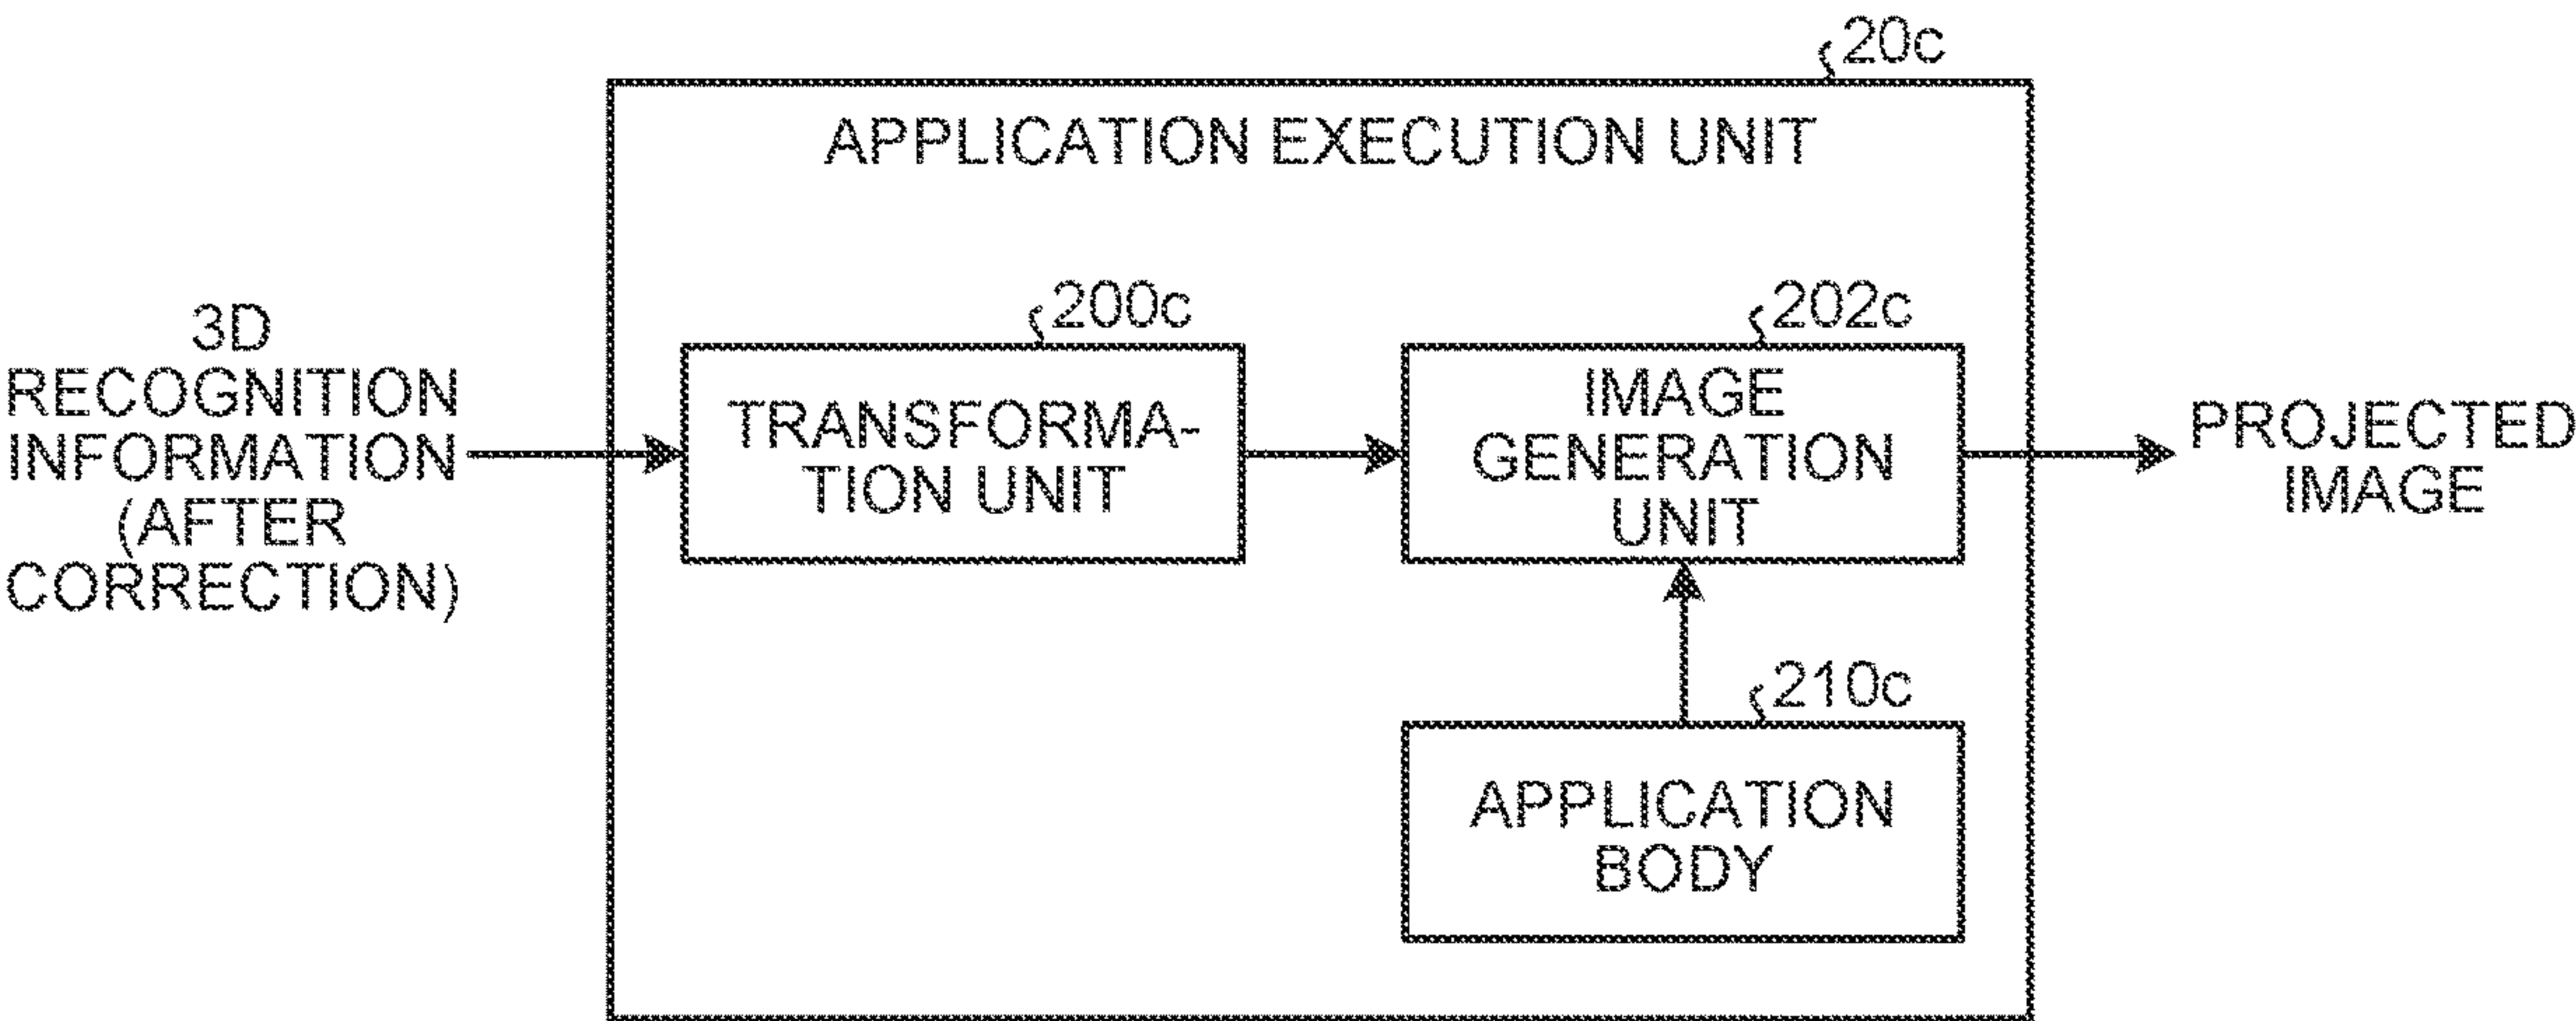 20c
APPLICATION EXECUTION UNIT
3D
RECOGNITION
INFORMATION
(AFTER
CORRECTION)
200c
TRANSFORMA-
TION UNIT
202c
IMAGE
GENERATION
UNIT
PROJECTED
IMAGE
210c
APPLICATION
BODY